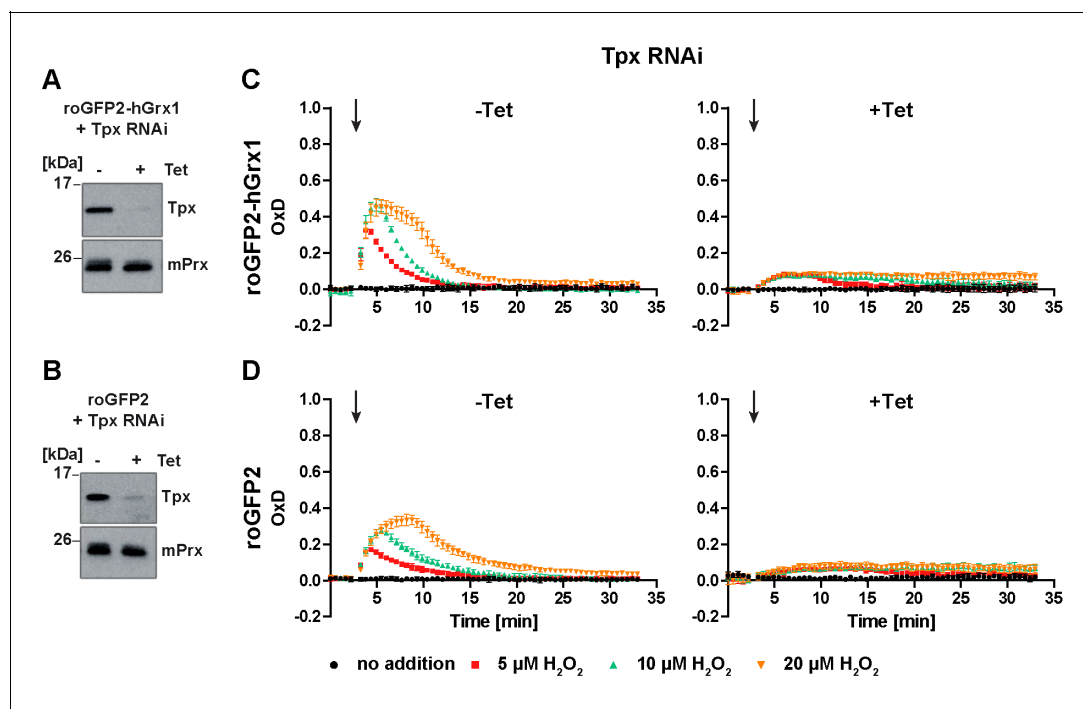 Tpx RNAi
A
roGFP2-hGrx1
+ Tpx RNAi
[kDa] - + Tet
17
Tpx
26
mPrx
B
roGFP2
+ Tpx RNAi
[kDa] - + Tet
17
Tpx
26
mPrx
C
roGFP2-hGrx1
OxD
-Tet
1.0
0.8
0.6
0.4
0.2
0.0
-0.2
5 10 15 20 25 30 35
+Tet
1.0
0.8
0.6
0.4
0.2
0.0
-0.2
5 10 15 20 25 30 35
D
roGFP2
OxD
-Tet
1.0
0.8
0.6
0.4
0.2
0.0
-0.2
5 10 15 20 25 30 35
Time [min]
+Tet
1.0
0.8
0.6
0.4
0.2
0.0
-0.2
5 10 15 20 25 30 35
Time [min]
no addition 5 µM H₂O₂ 10 µM H₂O₂ 20 µM H₂O₂